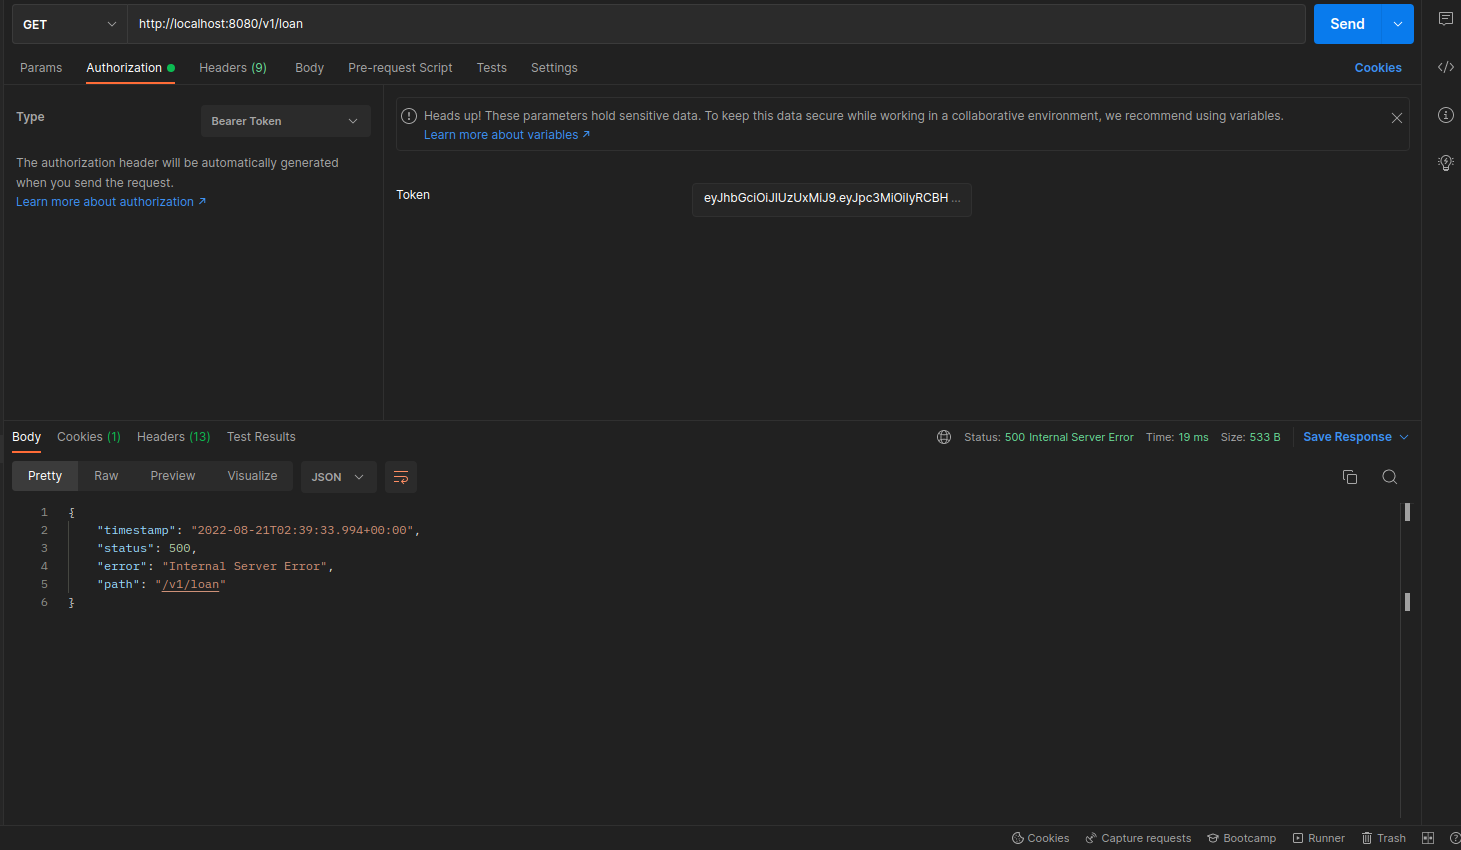 GET
http://localhost:8080/v1/loan
Send
Params
Authorization
Headers (9)
Body
Pre-request Script
Tests
Settings
Cookies
Type
Bearer Token
The authorization header will be automatically generated
when you send the request.
Learn more about authorization ↗
Heads up! These parameters hold sensitive data. To keep this data secure while working in a collaborative environment, we recommend using variables.
Learn more about variables ↗
Token
eyJhbGciOiJIUzUxMiJ9.eyJpc3MiOiIyRCBH ...
Body
Cookies (1)
Headers (13)
Test Results
Status: 500 Internal Server Error
Time: 19 ms
Size: 533 B
Save Response
Pretty
Raw
Preview
Visualize
JSON
1 {
2 "timestamp": "2022-08-21T02:39:33.994+00:00",
3 "status": 500,
4 "error": "Internal Server Error",
5 "path": "/v1/loan"
6 }
Cookies
Capture requests
Bootcamp
Runner
Trash